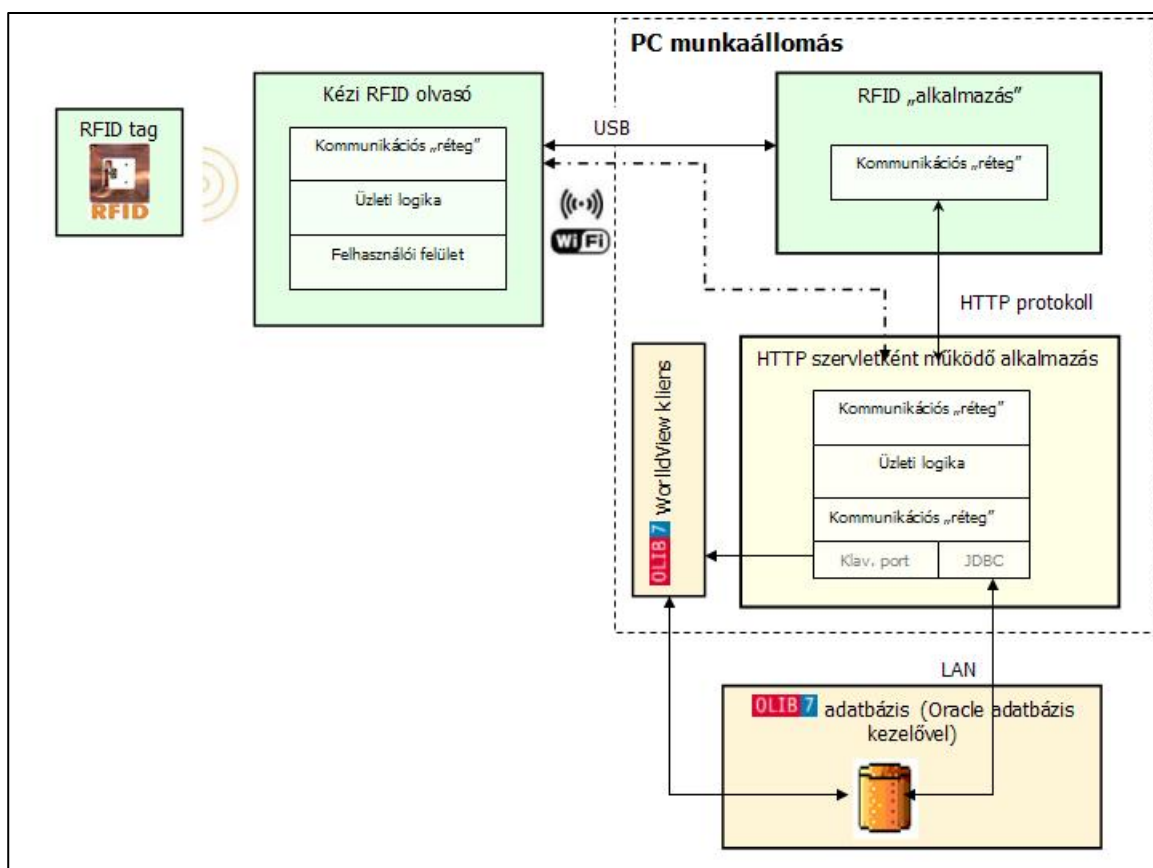 PC munkaállomás
RFID tag
RFID
Kézi RFID olvasó
Kommunikációs „réteg”
Üzleti logika
Felhasználói felület
USB
WiFi
RFID „alkalmazás”
Kommunikációs „réteg”
HTTP protokoll
HTTP szervletként működő alkalmazás
Kommunikációs „réteg”
Üzleti logika
Kommunikációs „réteg”
Klav. port
JDBC
OLIB 7 WorlldView kliens
LAN
OLIB 7 adatbázis (Oracle adatbázis
kezelővel)